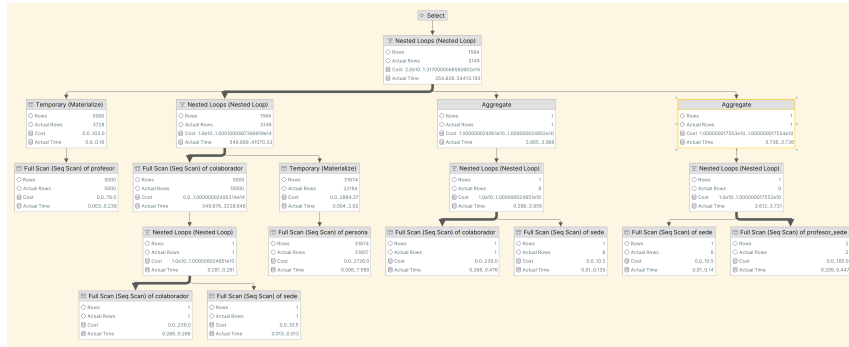 Select
Nested Loops (Nested Loop)
Rows 1594
Actual Rows 3149
Cost 2.0e10..1.3170000566592602e14
Actual Time 354.629..54412.193
Temporary (Materialize)
Rows 5000
Actual Rows 3729
Cost 0.0..103.0
Actual Time 0.0..0.16
Nested Loops (Nested Loop)
Rows 1594
Actual Rows 3149
Actual Time 349.889..41070.33
Aggregate
Rows 1
Actual Rows 1
Cost 1.000000024951e10..1.000000024952e10
Actual Time 3.965..3.966
Aggregate
Rows 1
Actual Rows 1
Cost 1.000000017553e10..1.000000017554e10
Actual Time 3.736..3.736
Full Scan (Seq Scan) of profesor
Rows 5000
Actual Rows 5000
Cost 0.0..78.0
Actual Time 0.003..0.238
Full Scan (Seq Scan) of colaborador
Rows 5000
Actual Rows 10000
Cost 0.0..1.00000002495214e14
Actual Time 349.876..3229.646
Temporary (Materialize)
Rows 31674
Actual Rows 22184
Cost 0.0..2884.37
Actual Time 0.004..2.02
Nested Loops (Nested Loop)
Rows 1
Actual Rows 8
Cost 1.0e10..1.000000024951e10
Actual Time 0.298..3.958
Nested Loops (Nested Loop)
Rows 1
Actual Rows 0
Cost 1.0e10..1.000000017552e10
Actual Time 3.612..3.731
Nested Loops (Nested Loop)
Rows 1
Actual Rows 1
Cost 1.0e10..1.000000024951e10
Actual Time 0.281..0.281
Full Scan (Seq Scan) of persona
Rows 31674
Actual Rows 31657
Cost 0.0..2726.0
Actual Time 0.006..7.589
Full Scan (Seq Scan) of colaborador
Rows 1
Actual Rows 1
Cost 0.0..239.0
Actual Time 0.268..0.476
Full Scan (Seq Scan) of sede
Rows 1
Actual Rows 8
Cost 0.0..10.5
Actual Time 0.01..0.135
Full Scan (Seq Scan) of sede
Rows 1
Actual Rows 8
Cost 0.0..10.5
Actual Time 0.01..0.14
Full Scan (Seq Scan) of profesor_sede
Rows 2
Actual Rows 2
Cost 0.0..165.0
Actual Time 0.209..0.447
Full Scan (Seq Scan) of colaborador
Rows 1
Actual Rows 1
Cost 0.0..239.0
Actual Time 0.266..0.266
Full Scan (Seq Scan) of sede
Rows 1
Actual Rows 1
Cost 0.0..10.5
Actual Time 0.013..0.013